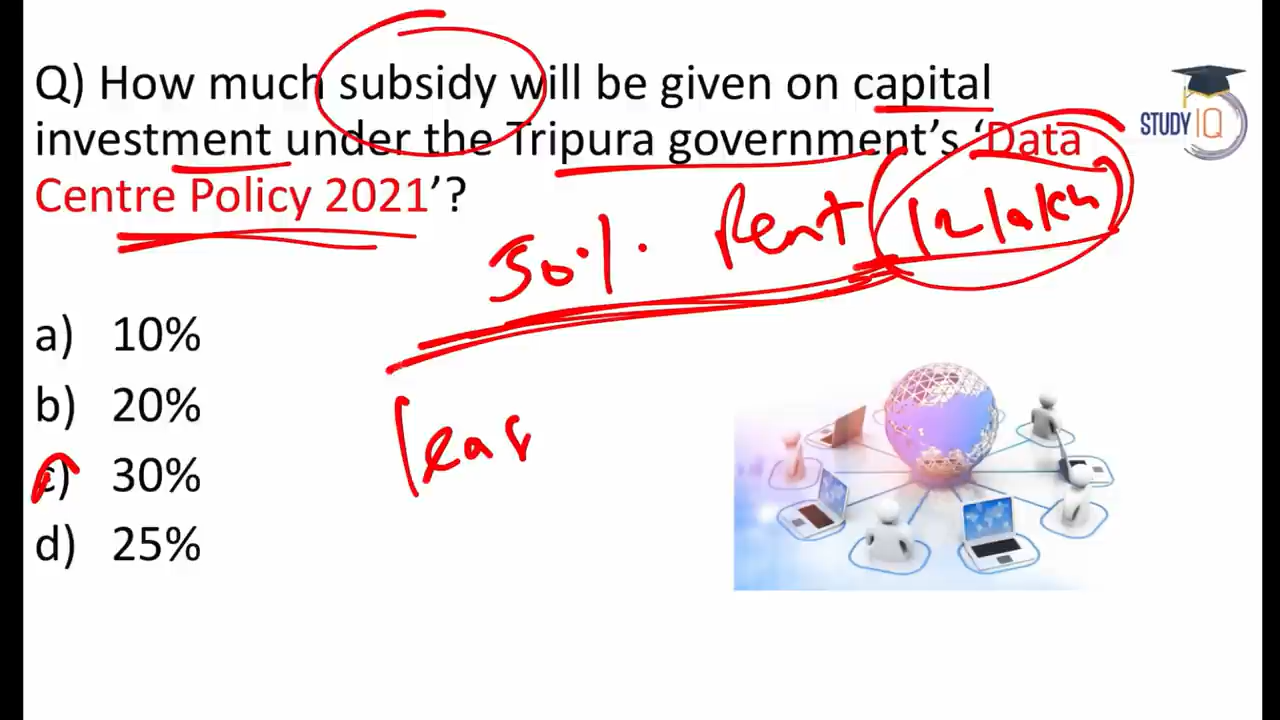 Q) How much subsidy will be given on capital
investment under the Tripura government's 'Data
Centre Policy 2021'?
50% Rent (12 lakh)
a) 10%
b) 20%
c) 30%
d) 25%
STUDY IQ